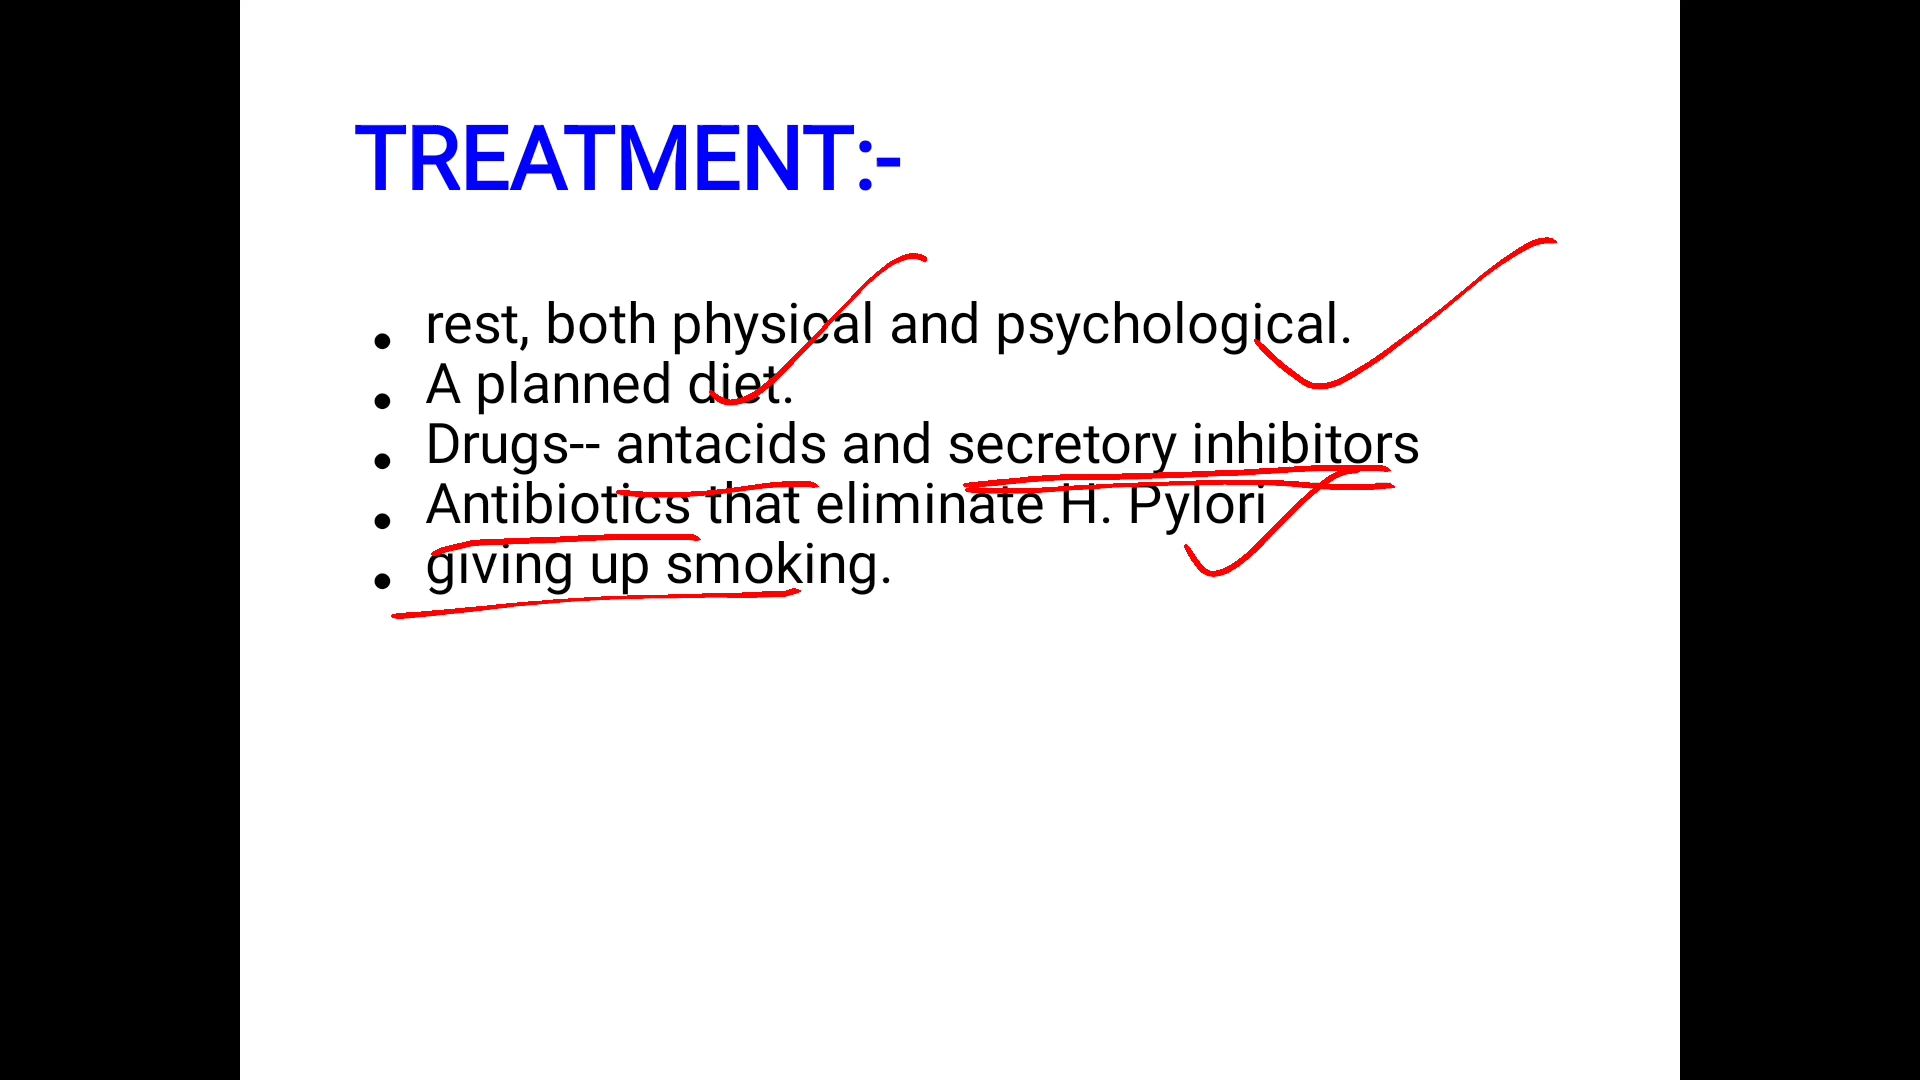 TREATMENT:-
• rest, both physical and psychological.
• A planned diet.
• Drugs-- antacids and secretory inhibitors
• Antibiotics that eliminate H. Pylori
• giving up smoking.